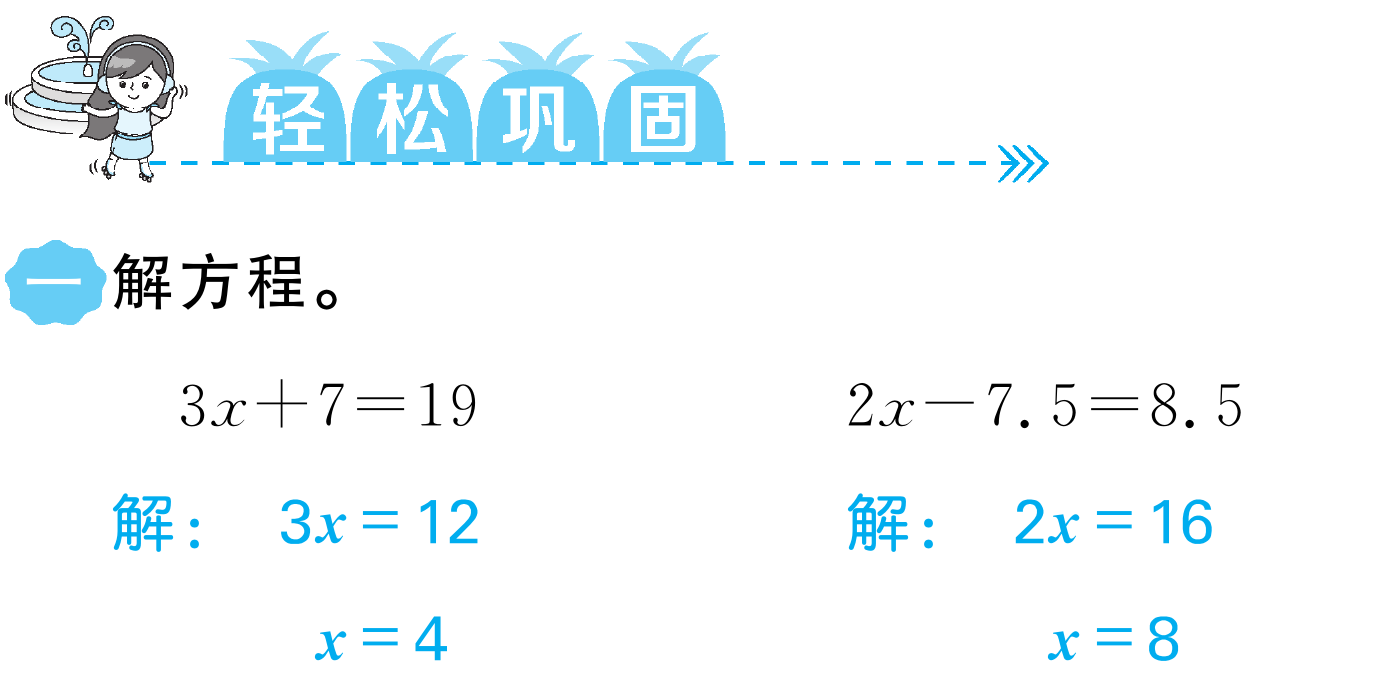 轻松巩固
一 解方程。
3x+7=19 2x-7.5=8.5
解： 3x=12 解： 2x=16
x=4 x=8